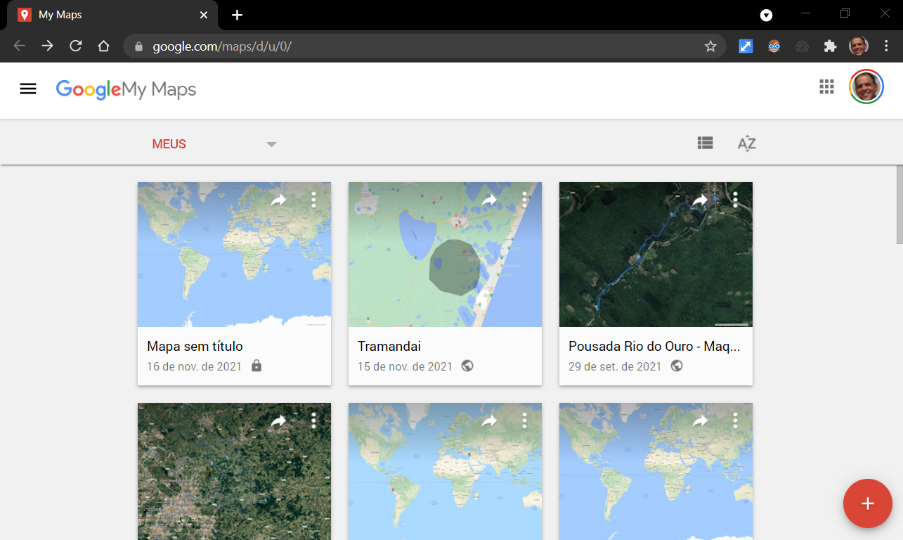 My Maps
google.com/maps/d/u/0/
Google My Maps
MEUS
AZ
Mapa sem título
16 de nov. de 2021
Tramandai
15 de nov. de 2021
Pousada Rio do Ouro - Maq...
29 de set. de 2021